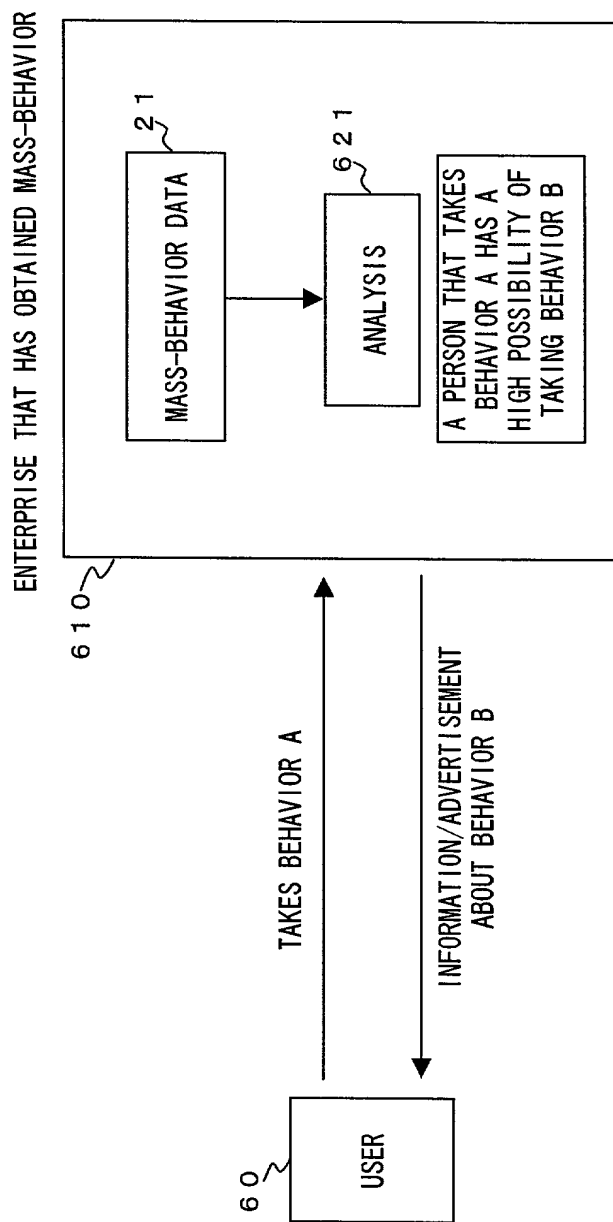 ENTERPRISE THAT HAS OBTAINED MASS-BEHAVIOR
610
21
MASS-BEHAVIOR DATA
621
ANALYSIS
A PERSON THAT TAKES
BEHAVIOR A HAS A
HIGH POSSIBILITY OF
TAKING BEHAVIOR B
TAKES BEHAVIOR A
INFORMATION/ADVERTISEMENT
ABOUT BEHAVIOR B
60
USER